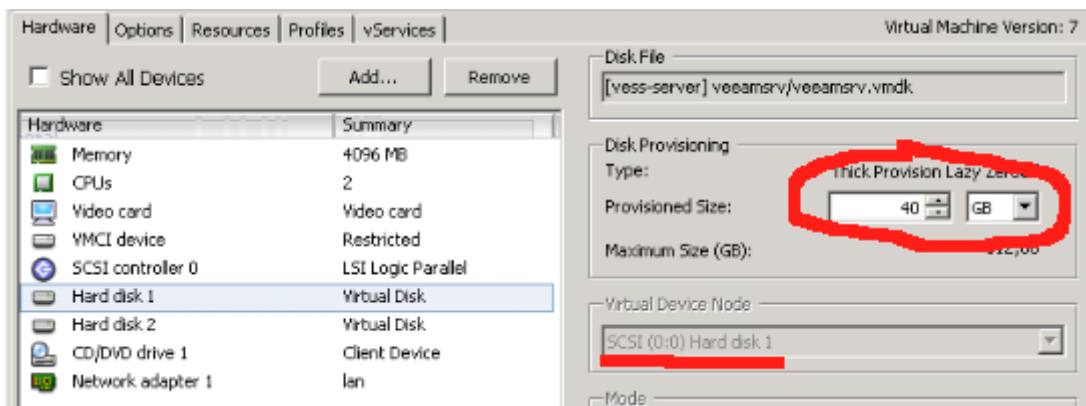 Hardware Options Resources Profiles vServices Virtual Machine Version: 7
Show All Devices Add... Remove
Hardware Summary
Memory 4096 MB
CPUs 2
Video card Video card
VMCI device Restricted
SCSI controller 0 LSI Logic Parallel
Hard disk 1 Virtual Disk
Hard disk 2 Virtual Disk
CD/DVD drive 1 Client Device
Network adapter 1 lan
Disk File
[vess-server] veeamsrv/veeamsrv.vmdk
Disk Provisioning
Type: Thick Provision Lazy
Provisioned Size: 40 GB
Maximum Size (GB):
Virtual Device Node
SCSI (0:0) Hard disk 1
Mode